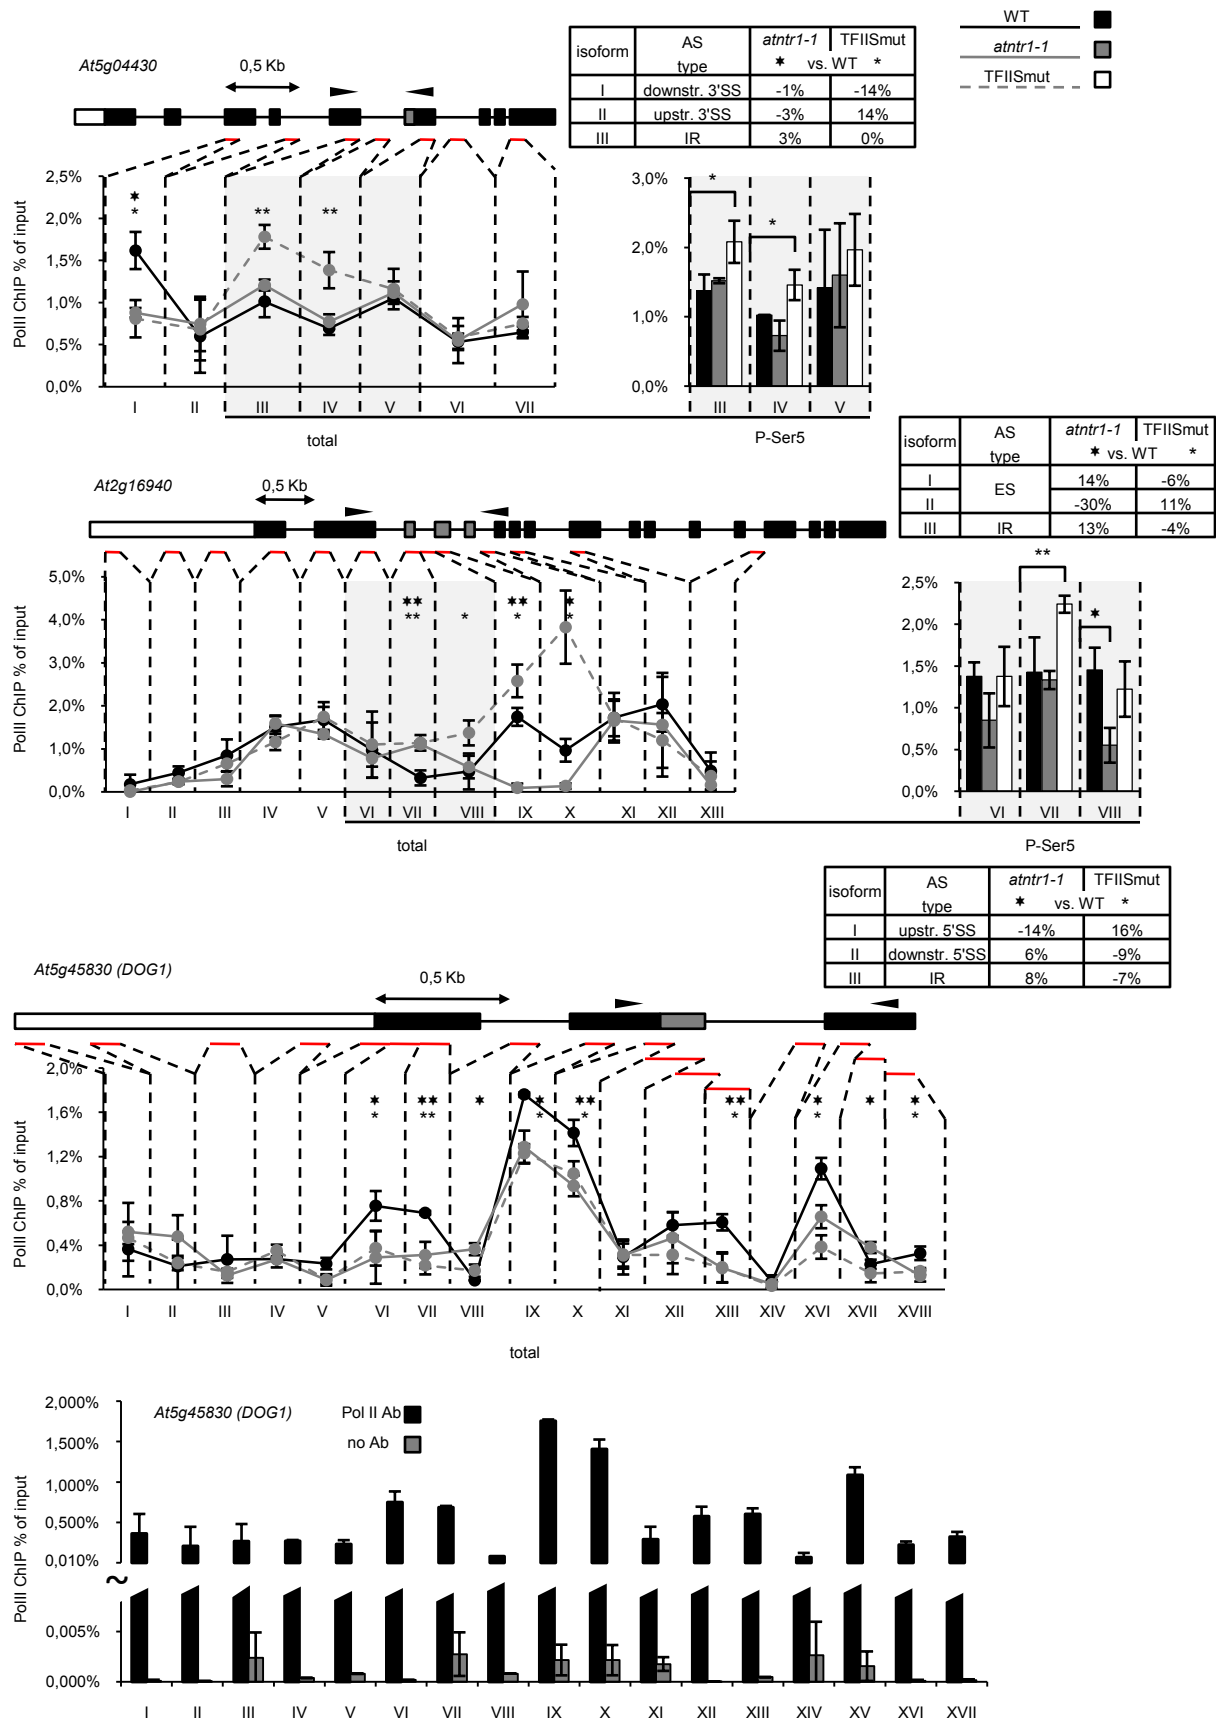 WT
atntr1-1
TFIISmut
At5g04430
0,5 Kb
isoform AS type atntr1-1 TFIISmut
✶ vs. WT *
I downstr. 3'SS -1% -14%
II upstr. 3'SS -3% 14%
III IR 3% 0%
PolII ChIP % of input
2,5%
2,0%
1,5%
1,0%
0,5%
0,0%
✶
* ** **
I II III IV V VI VII
total
3,0%
2,0%
1,0%
0,0%
* *
III IV V
P-Ser5
At2g16940
0,5 Kb
isoform AS type atntr1-1 TFIISmut
✶ vs. WT *
I ES 14% -6%
II -30% 11%
III IR 13% -4%
PolII ChIP % of input
5,0%
4,0%
3,0%
2,0%
1,0%
0,0%
✶✶ ✶✶ ✶
** * * *
I II III IV V VI VII VIII IX X XI XII XIII
total
2,5%
2,0%
1,5%
1,0%
0,5%
0,0%
** ✶
VI VII VIII
P-Ser5
At5g45830 (DOG1)
0,5 Kb
isoform AS type atntr1-1 TFIISmut
✶ vs. WT *
I upstr. 5'SS -14% 16%
II downstr. 5'SS 6% -9%
III IR 8% -7%
PolII ChIP % of input
2,0%
1,6%
1,2%
0,8%
0,4%
0,0%
✶ ✶✶ ✶ ✶ ✶✶ ✶✶ ✶ ✶ ✶
* ** * * * * *
I II III IV V VI VII VIII IX X XI XII XIII XIV XVI XVII XVIII
total
At5g45830 (DOG1)
Pol II Ab
no Ab
PolII ChIP % of input
2,000%
1,500%
1,000%
0,500%
0,010%
~
0,005%
0,000%
I II III IV V VI VII VIII IX X XI XII XIII XIV XV XVI XVII